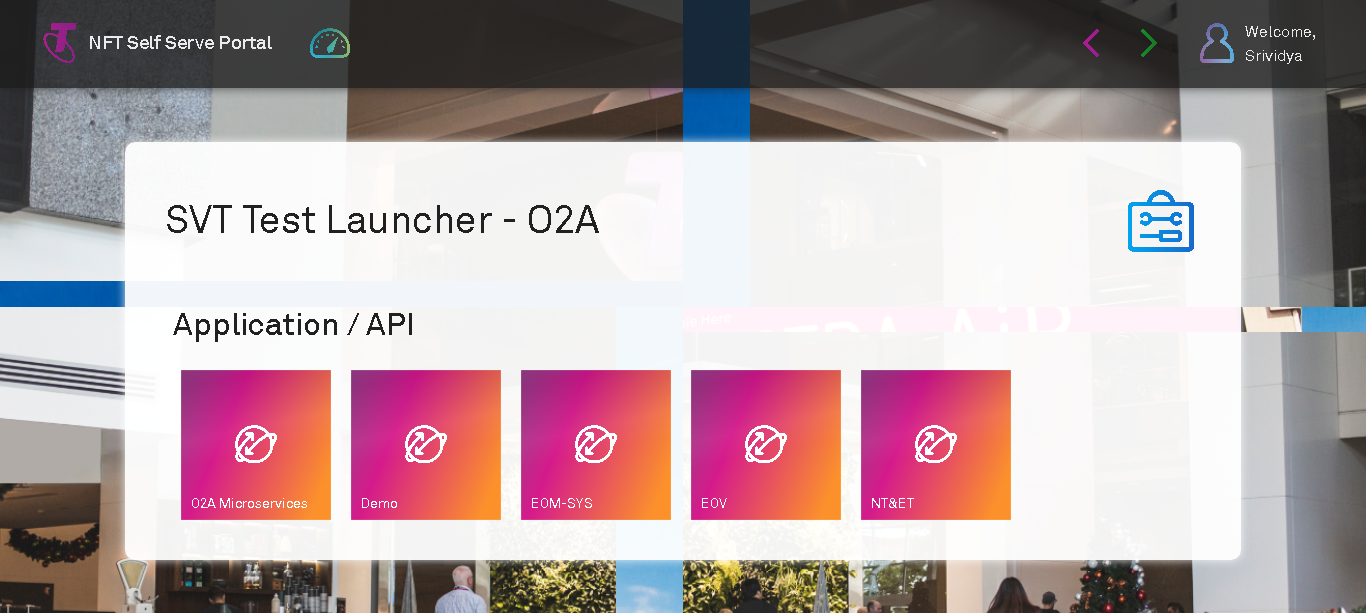 NFT Self Serve Portal
Welcome,
Srividya
SVT Test Launcher - O2A
Application / API
O2A Microservices
Demo
EOM-SYS
EOV
NT&ET